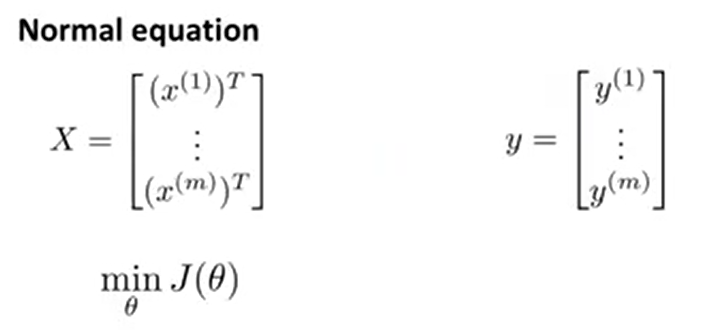 Normal equation
X = [ (x^{(1)})^T ⋮ (x^{(m)})^T ]
y = [ y^{(1)} ⋮ y^{(m)} ]
min_θ J(θ)